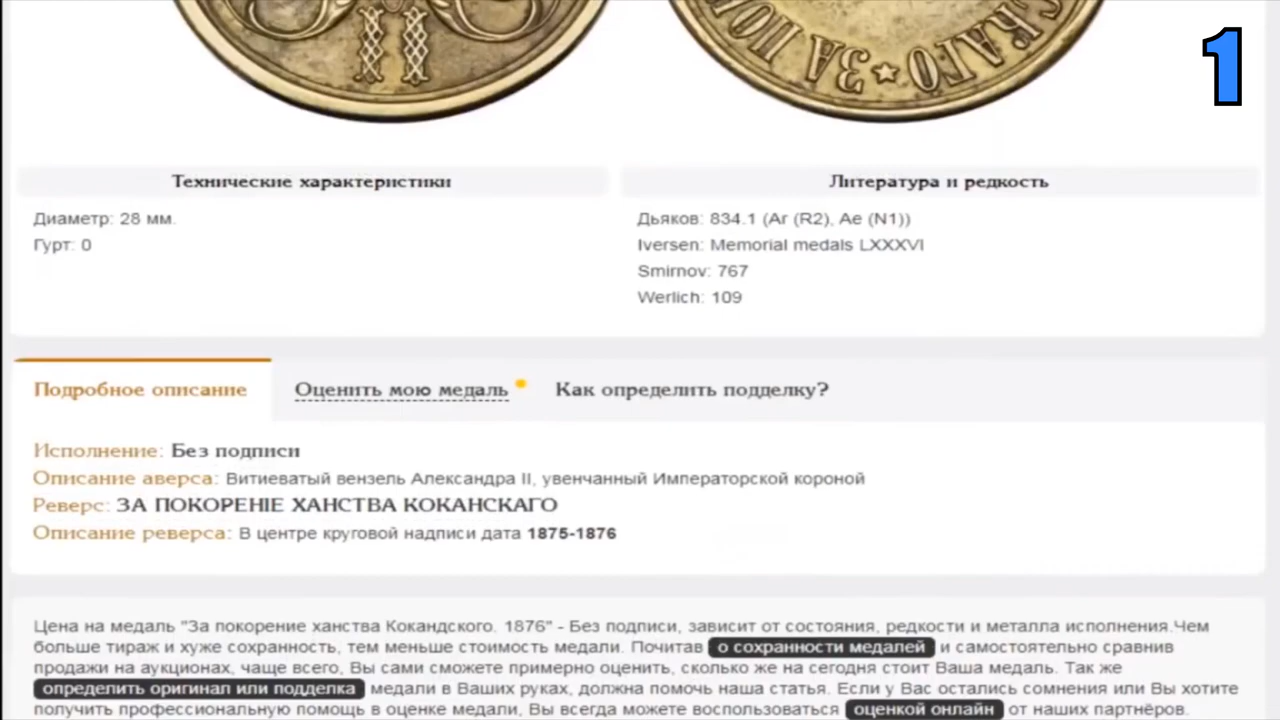 1
ЗА ПОК
СКАГО
Технические характеристики
Литература и редкость
Диаметр: 28 мм.
Гурт: 0
Дьяков: 834.1 (Ar (R2), Ae (N1))
Iversen: Memorial medals LXXXVI
Smirnov: 767
Werlich: 109
Подробное описание
Оценить мою медаль
Как определить подделку?
Исполнение: Без подписи
Описание аверса: Витиеватый вензель Александра II, увенчанный Императорской короной
Реверс: ЗА ПОКОРЕНІЕ ХАНСТВА КОКАНСКАГО
Описание реверса: В центре круговой надписи дата 1875-1876
Цена на медаль "За покорение ханства Кокандского. 1876" - Без подписи, зависит от состояния, редкости и металла исполнения.Чем
больше тираж и хуже сохранность, тем меньше стоимость медали. Почитав о сохранности медалей и самостоятельно сравнив
продажи на аукционах, чаще всего, Вы сами сможете примерно оценить, сколько же на сегодня стоит Ваша медаль. Так же
определить оригинал или подделка медали в Ваших руках, должна помочь наша статья. Если у Вас остались сомнения или Вы хотите
получить профессиональную помощь в оценке медали, Вы всегда можете воспользоваться оценкой онлайн от наших партнёров.